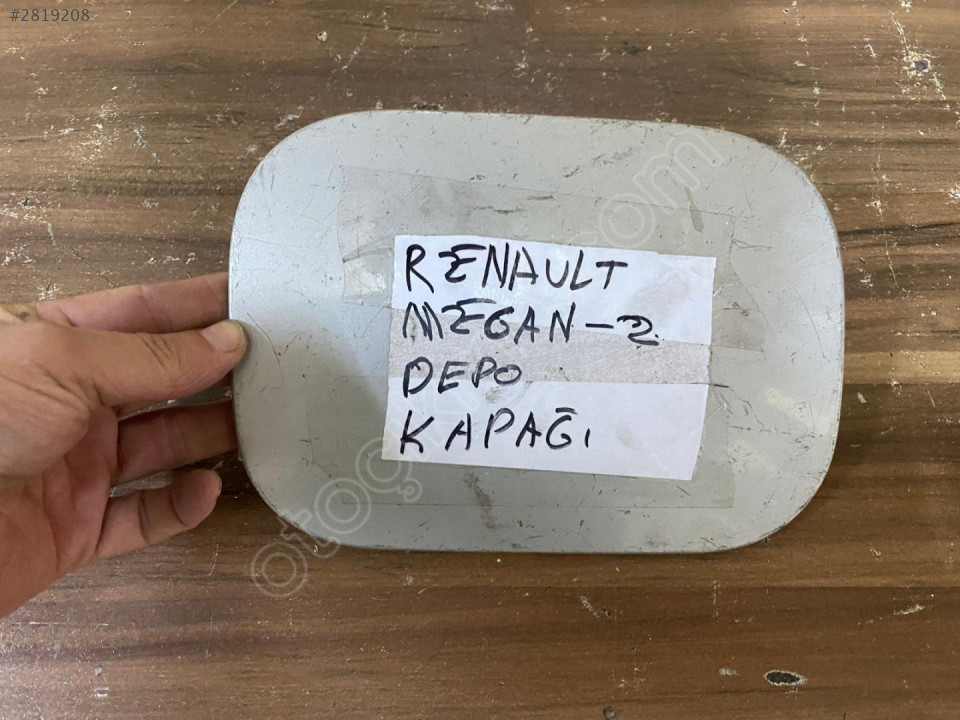 #2819208
RENAULT
MEGAN-2
DEPO
KAPAĞI